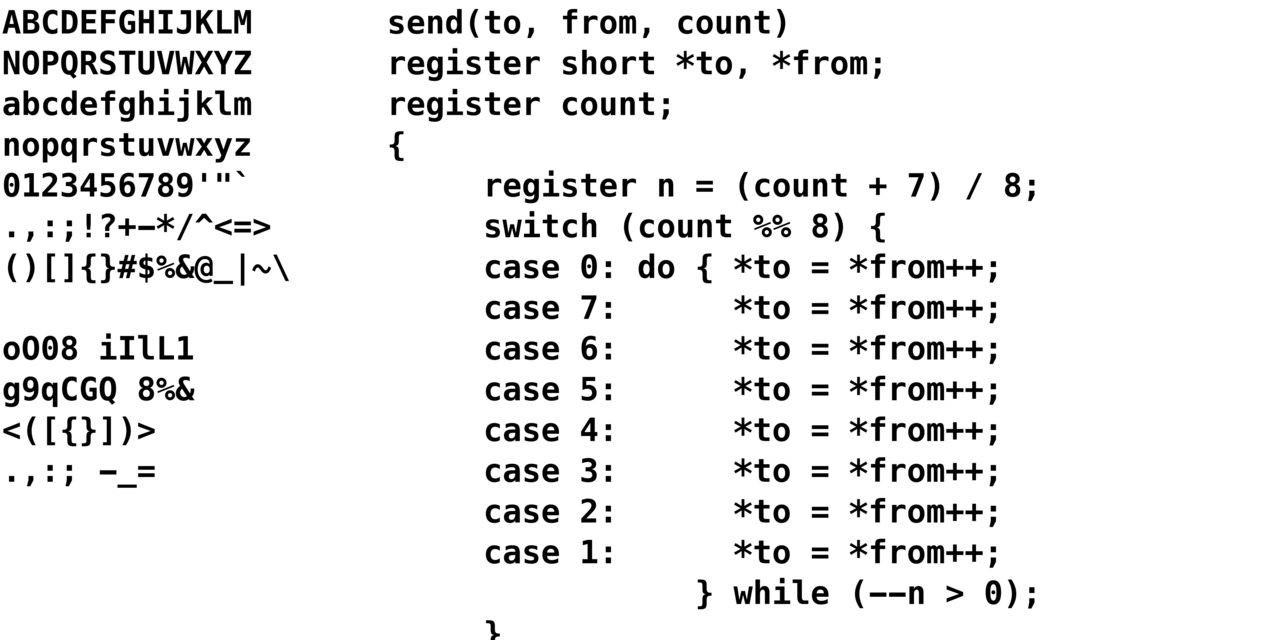 ABCDEFGHIJKLM
NOPQRSTUVWXYZ
abcdefghijklm
nopqrstuvwxyz
0123456789'"`
.,:;!?+-*/^<=>
()[]{}#$%&@_|~\
oO08 iIlL1
g9qCGQ 8%&
<([{}])>
.,:; -_=
send(to, from, count)
register short *to, *from;
register count;
{
     register n = (count + 7) / 8;
     switch (count %% 8) {
     case 0: do { *to = *from++;
     case 7:      *to = *from++;
     case 6:      *to = *from++;
     case 5:      *to = *from++;
     case 4:      *to = *from++;
     case 3:      *to = *from++;
     case 2:      *to = *from++;
     case 1:      *to = *from++;
                } while (--n > 0);
     }